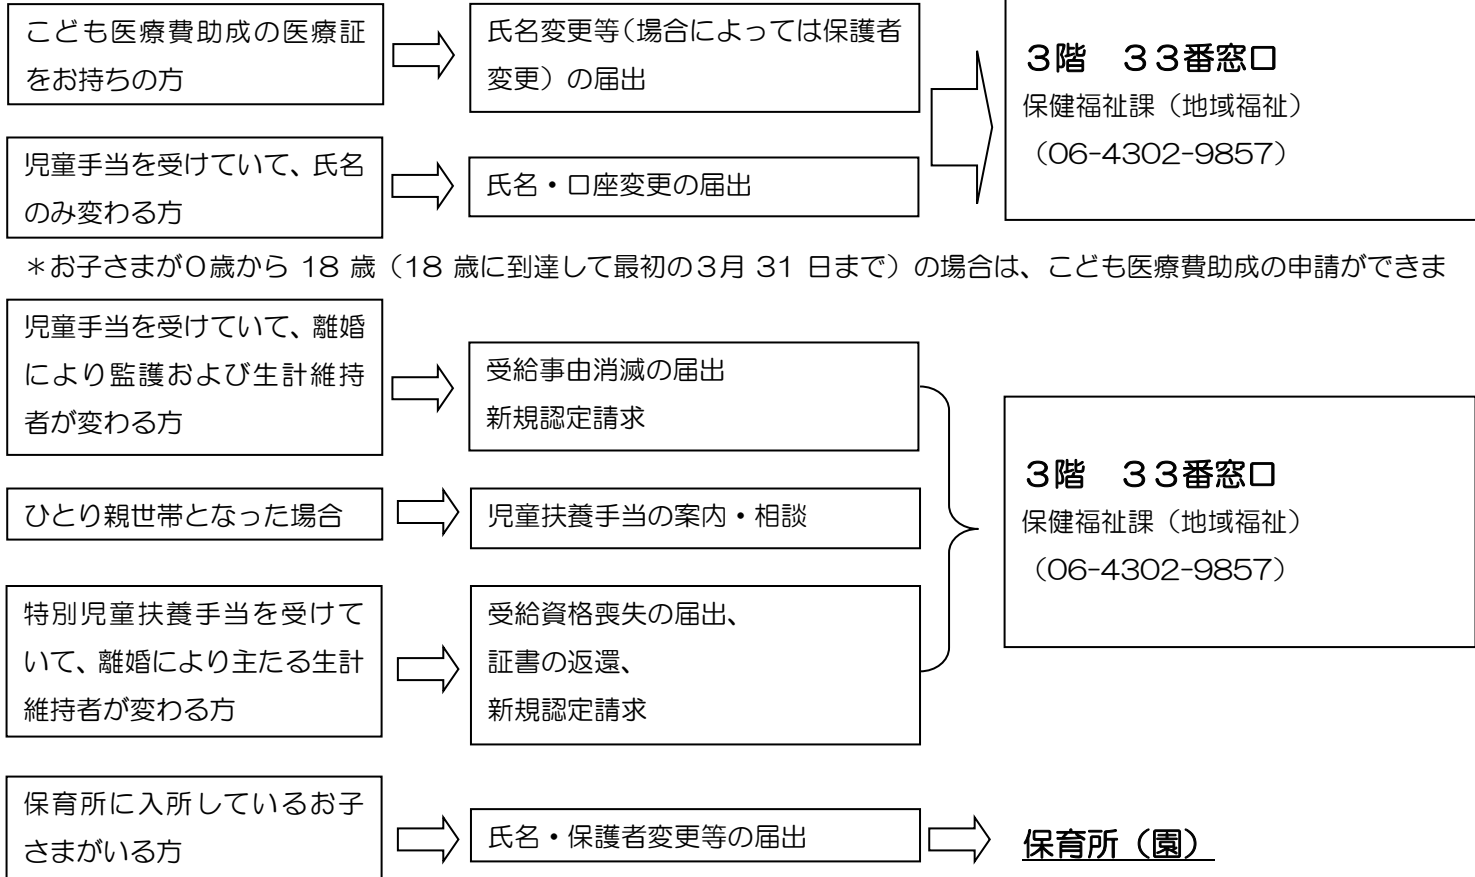 こども医療費助成の医療証
をお持ちの方
氏名変更等（場合によっては保護者
変更）の届出
３階　３３番窓口
保健福祉課（地域福祉）
（06-4302-9857）
児童手当を受けていて、氏名
のみ変わる方
氏名・口座変更の届出
＊お子さまが０歳から 18 歳（18 歳に到達して最初の３月 31 日まで）の場合は、こども医療費助成の申請ができま
児童手当を受けていて、離婚
により監護および生計維持
者が変わる方
受給事由消滅の届出
新規認定請求
ひとり親世帯となった場合
児童扶養手当の案内・相談
３階　３３番窓口
保健福祉課（地域福祉）
（06-4302-9857）
特別児童扶養手当を受けて
いて、離婚により主たる生計
維持者が変わる方
受給資格喪失の届出、
証書の返還、
新規認定請求
保育所に入所しているお子
さまがいる方
氏名・保護者変更等の届出
保育所（園）